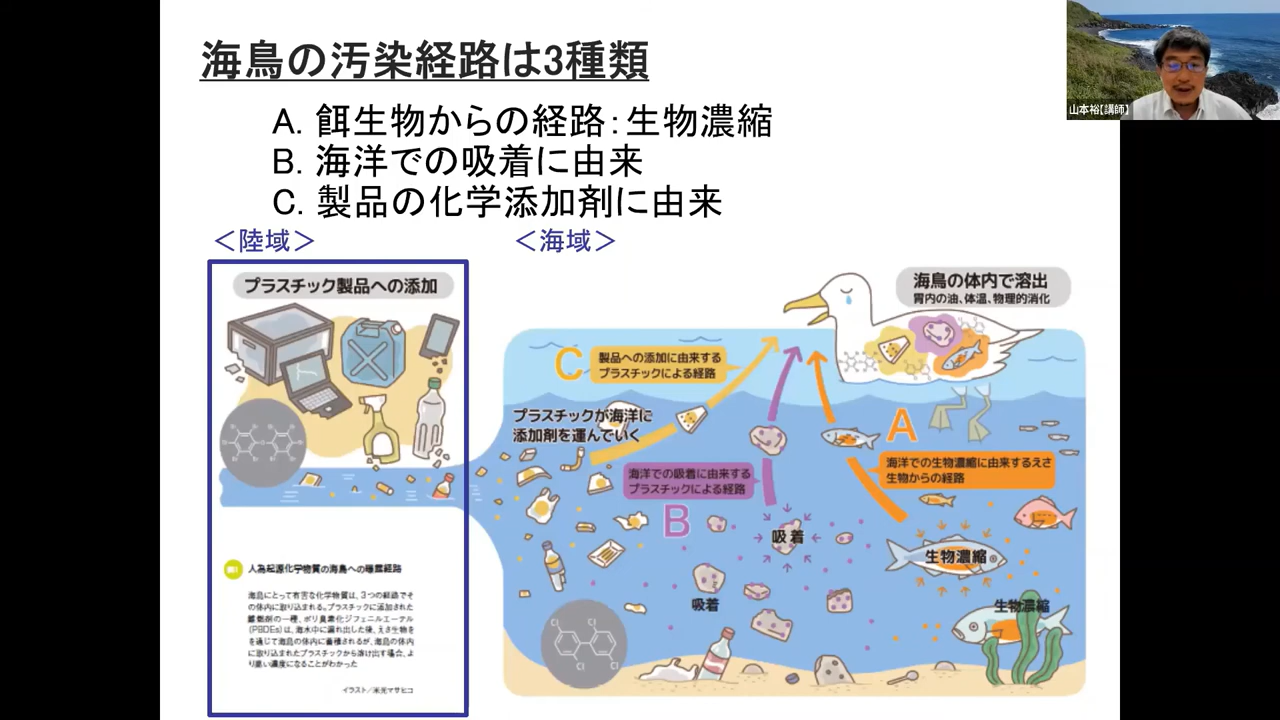 海鳥の汚染経路は3種類
A. 餌生物からの経路：生物濃縮
B. 海洋での吸着に由来
C. 製品の化学添加剤に由来
＜陸域＞
＜海域＞
山本裕【講師】
プラスチック製品への添加
海鳥の体内で溶出
胃内の油、体温、物理的消化
C
製品への添加に由来する
プラスチックによる経路
プラスチックが海洋に
添加剤を運んでいく
A
海洋での生物濃縮に由来するえさ
生物からの経路
海洋での吸着に由来する
プラスチックによる経路
B
吸着
生物濃縮
吸着
生物濃縮
人為起源化学物質の海鳥への曝露経路
海鳥にとって有害な化学物質は、3つの経路でそ
の体内に取り込まれる。プラスチックに添加された
難燃剤の一種、ポリ臭素化ジフェニルエーテル
(PBDEs)は、海水中に漏れ出した後、えさ生物を
を通じて海鳥の体内に蓄積されるが、海鳥の体内
に取り込まれたプラスチックから溶け出す場合、よ
り高い濃度になることがわかった
イラスト／米光マサヒコ